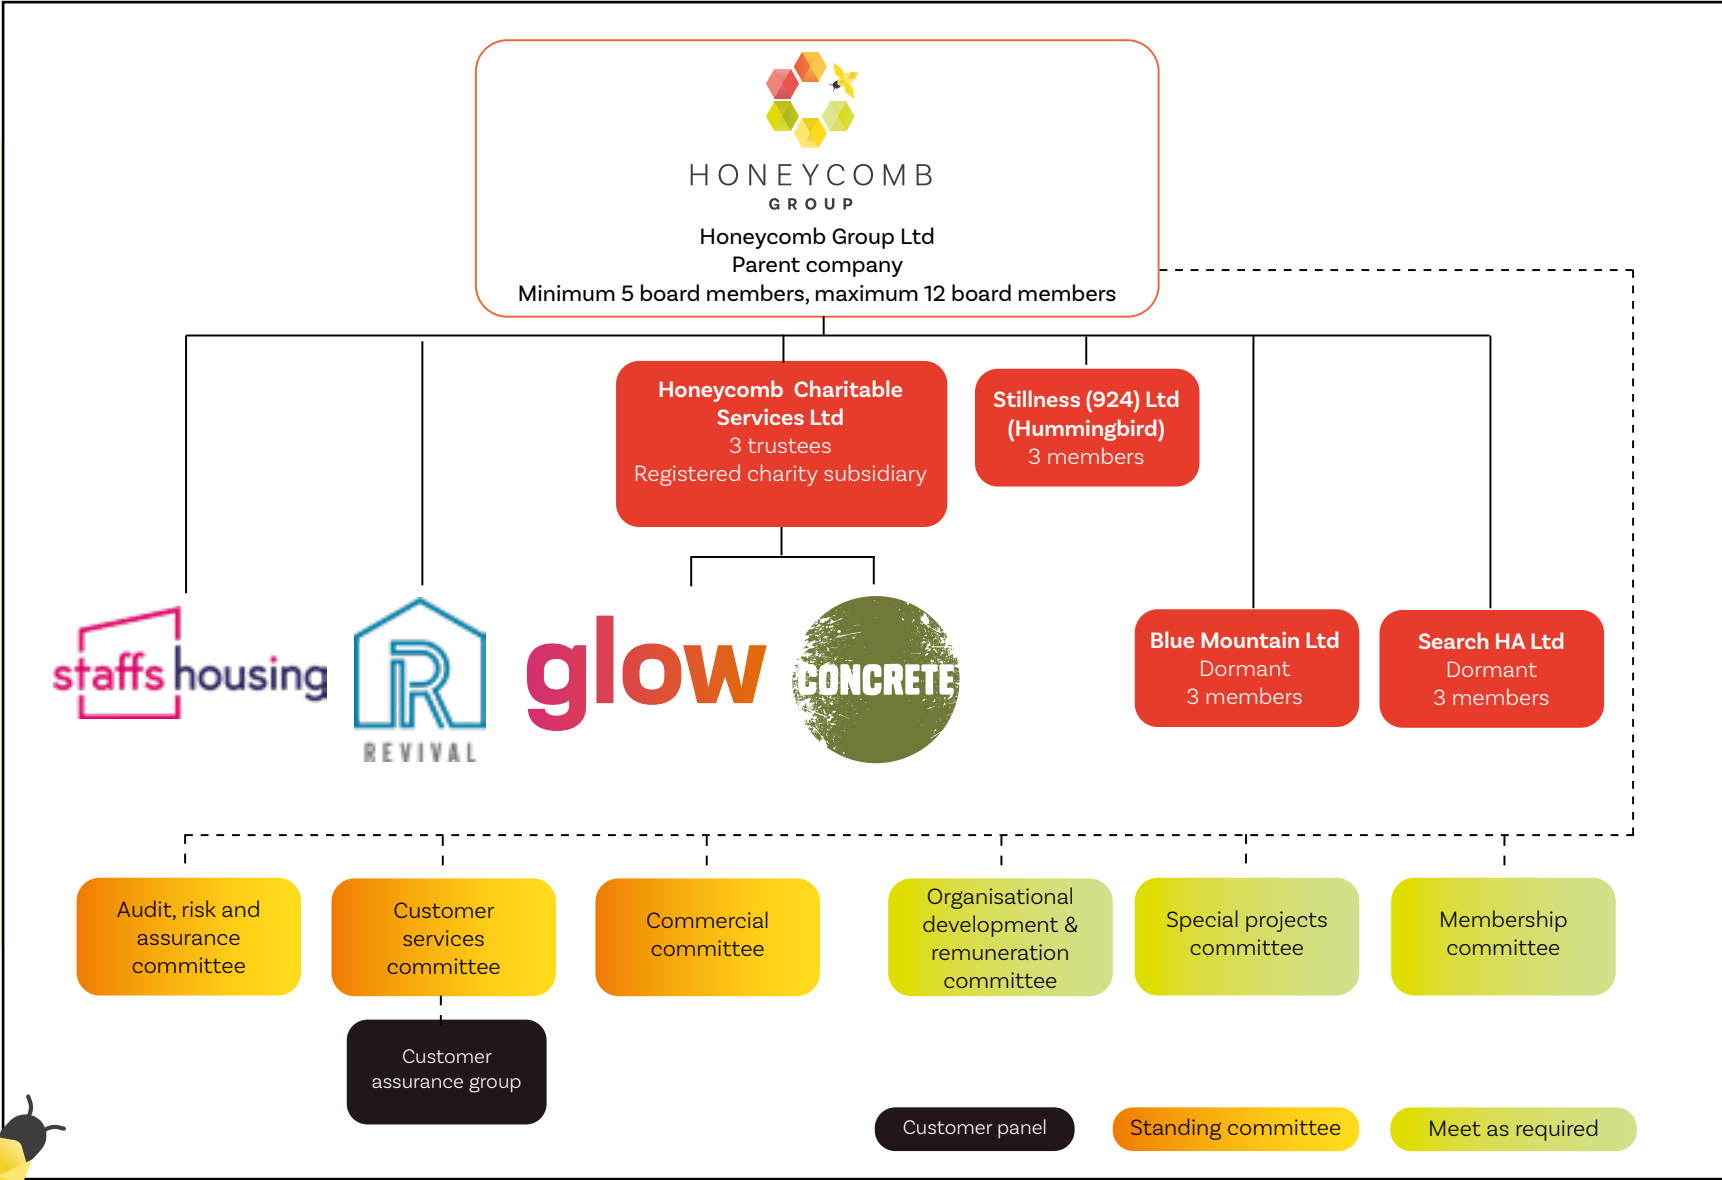 HONEYCOMB
GROUP
Honeycomb Group Ltd
Parent company
Minimum 5 board members, maximum 12 board members
Honeycomb Charitable
Services Ltd
3 trustees
Registered charity subsidiary
Stillness (924) Ltd
(Hummingbird)
3 members
staffs housing
R
REVIVAL
glow
CONCRETE
Blue Mountain Ltd
Dormant
3 members
Search HA Ltd
Dormant
3 members
Audit, risk and
assurance
committee
Customer
services
committee
Commercial
committee
Organisational
development &
remuneration
committee
Special projects
committee
Membership
committee
Customer
assurance group
Customer panel
Standing committee
Meet as required